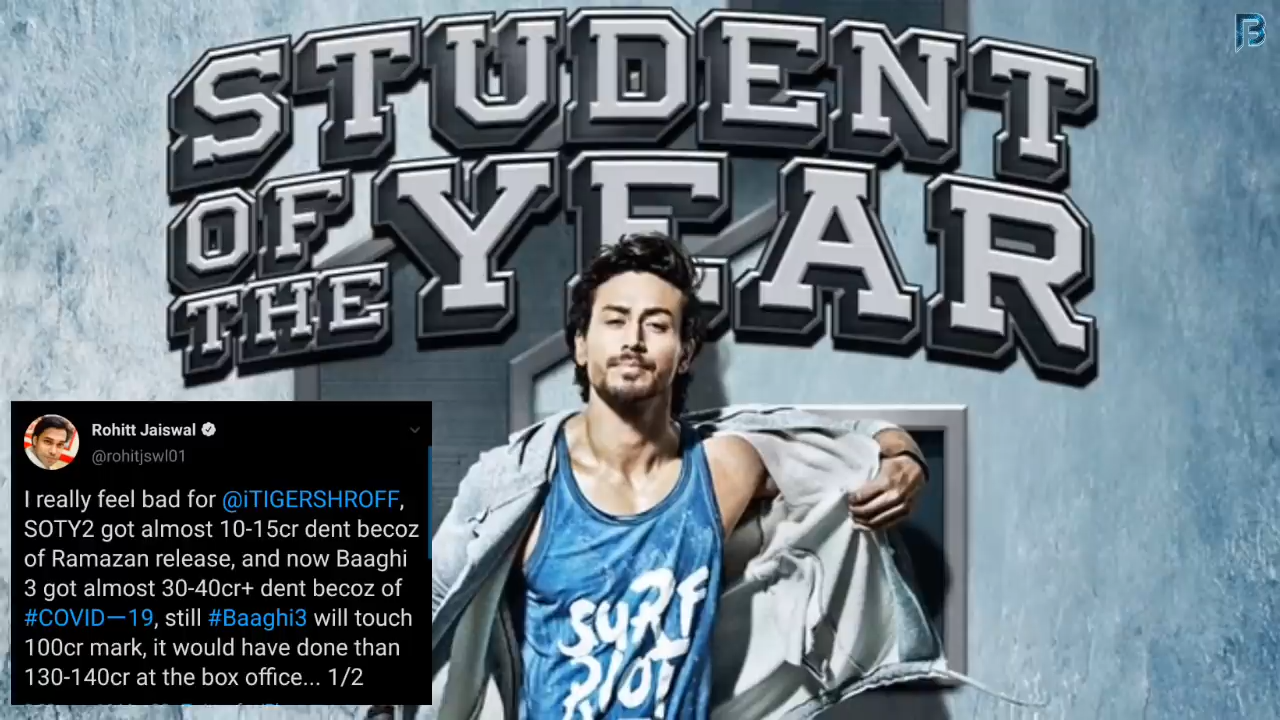 STUDENT
OF THE YEAR
Rohitt Jaiswal
@rohitjswl01
I really feel bad for @iTIGERSHROFF,
SOTY2 got almost 10-15cr dent becoz
of Ramazan release, and now Baaghi
3 got almost 30-40cr+ dent becoz of
#COVID—19, still #Baaghi3 will touch
100cr mark, it would have done than
130-140cr at the box office... 1/2
SURF
RIOT